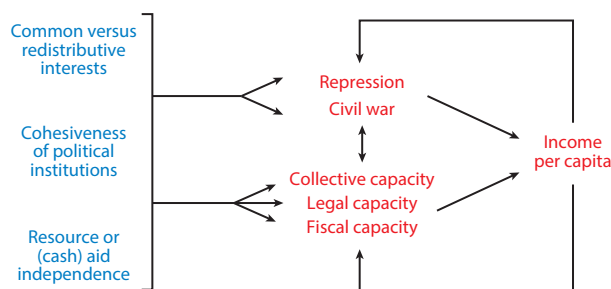 Common versus
redistributive
interests
Cohesiveness
of political
institutions
Resource or
(cash) aid
independence
Repression
Civil war
Collective capacity
Legal capacity
Fiscal capacity
Income
per capita